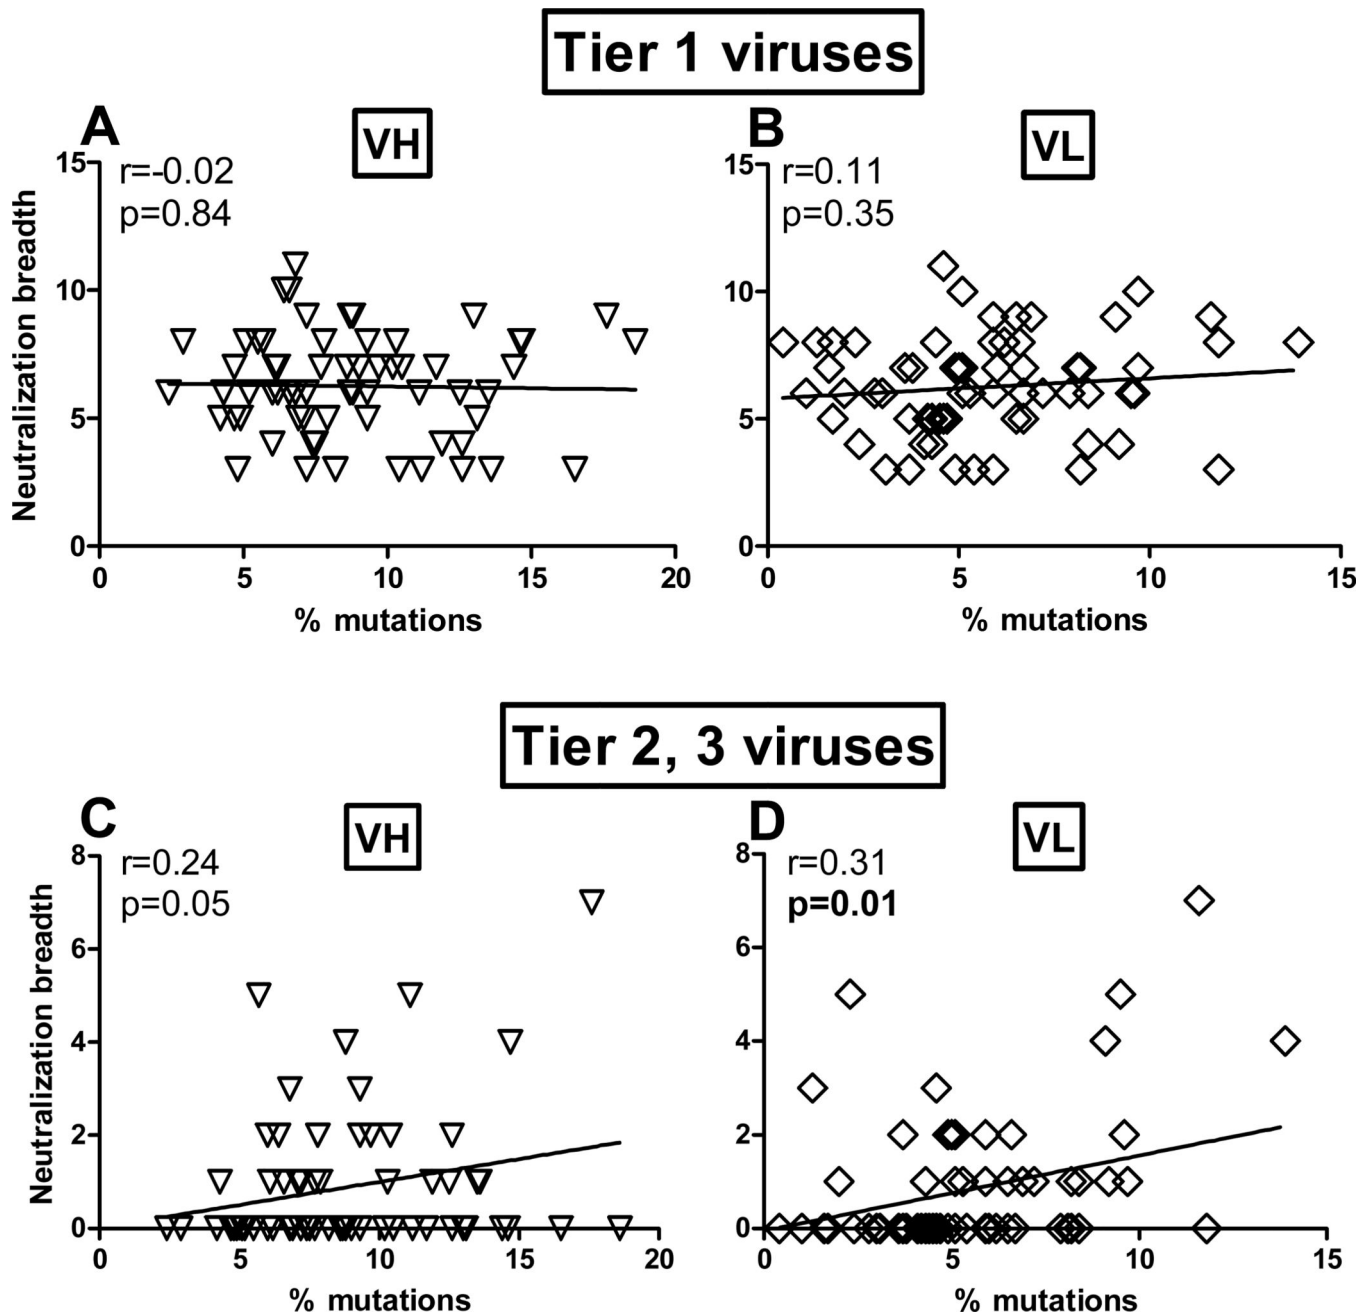 Tier 1 viruses
A
VH
r=-0.02
p=0.84
15
10
5
0
Neutralization breadth
0 5 10 15 20
% mutations
B
VL
r=0.11
p=0.35
15
10
5
0
0 5 10 15
% mutations
Tier 2, 3 viruses
C
VH
r=0.24
p=0.05
8
6
4
2
0
Neutralization breadth
0 5 10 15 20
% mutations
D
VL
r=0.31
p=0.01
8
6
4
2
0
0 5 10 15
% mutations